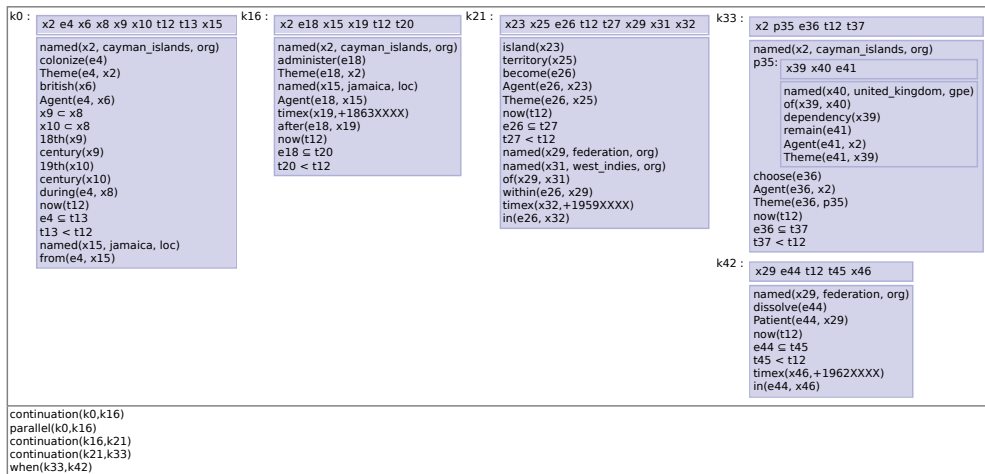 k0 :
x2 e4 x6 x8 x9 x10 t12 t13 x15
named(x2, cayman_islands, org)
colonize(e4)
Theme(e4, x2)
british(x6)
Agent(e4, x6)
x9 ⊂ x8
x10 ⊂ x8
18th(x9)
century(x9)
19th(x10)
century(x10)
during(e4, x8)
now(t12)
e4 ⊆ t13
t13 < t12
named(x15, jamaica, loc)
from(e4, x15)
k16 :
x2 e18 x15 x19 t12 t20
named(x2, cayman_islands, org)
administer(e18)
Theme(e18, x2)
named(x15, jamaica, loc)
Agent(e18, x15)
timex(x19,+1863XXXX)
after(e18, x19)
now(t12)
e18 ⊆ t20
t20 < t12
k21 :
x23 x25 e26 t12 t27 x29 x31 x32
island(x23)
territory(x25)
become(e26)
Agent(e26, x23)
Theme(e26, x25)
now(t12)
e26 ⊆ t27
t27 < t12
named(x29, federation, org)
named(x31, west_indies, org)
of(x29, x31)
within(e26, x29)
timex(x32,+1959XXXX)
in(e26, x32)
k33 :
x2 p35 e36 t12 t37
named(x2, cayman_islands, org)
p35:
x39 x40 e41
named(x40, united_kingdom, gpe)
of(x39, x40)
dependency(x39)
remain(e41)
Agent(e41, x2)
Theme(e41, x39)
choose(e36)
Agent(e36, x2)
Theme(e36, p35)
now(t12)
e36 ⊆ t37
t37 < t12
k42 :
x29 e44 t12 t45 x46
named(x29, federation, org)
dissolve(e44)
Patient(e44, x29)
now(t12)
e44 ⊆ t45
t45 < t12
timex(x46,+1962XXXX)
in(e44, x46)
continuation(k0,k16)
parallel(k0,k16)
continuation(k16,k21)
continuation(k21,k33)
when(k33,k42)